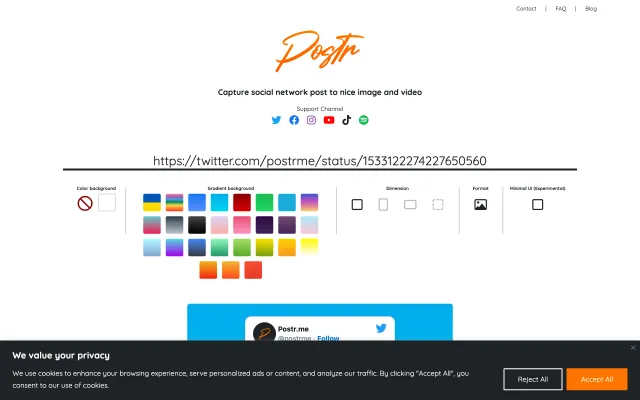 Contact | FAQ | Blog
Postr
Capture social network post to nice image and video
Support Channel
https://twitter.com/postrme/status/1533122274227650560
Color background
Gradient background
Dimension
Format
Minimal UI (Experimental)
Postr.me
@postrme · Follow
We value your privacy
We use cookies to enhance your browsing experience, serve personalized ads or content, and analyze our traffic. By clicking "Accept All", you
consent to our use of cookies.
Reject All
Accept All